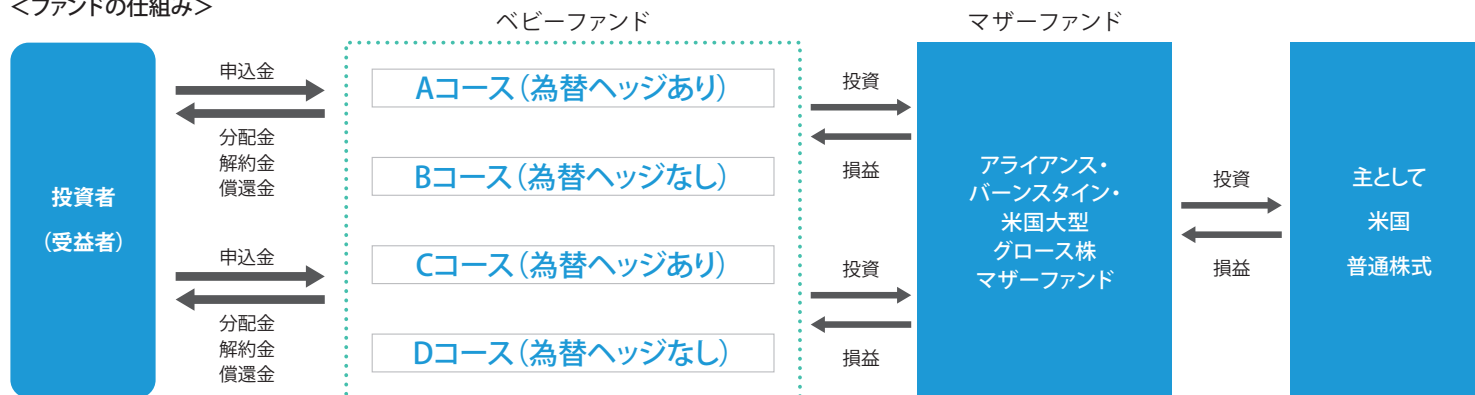 ＜ファンドの仕組み＞
ベビーファンド
マザーファンド
投資者
（受益者）
申込金
分配金
解約金
償還金
申込金
分配金
解約金
償還金
Aコース（為替ヘッジあり）
Bコース（為替ヘッジなし）
Cコース（為替ヘッジあり）
Dコース（為替ヘッジなし）
投資
損益
投資
損益
アライアンス・
バーンスタイン・
米国大型
グロース株
マザーファンド
投資
損益
主として
米国
普通株式